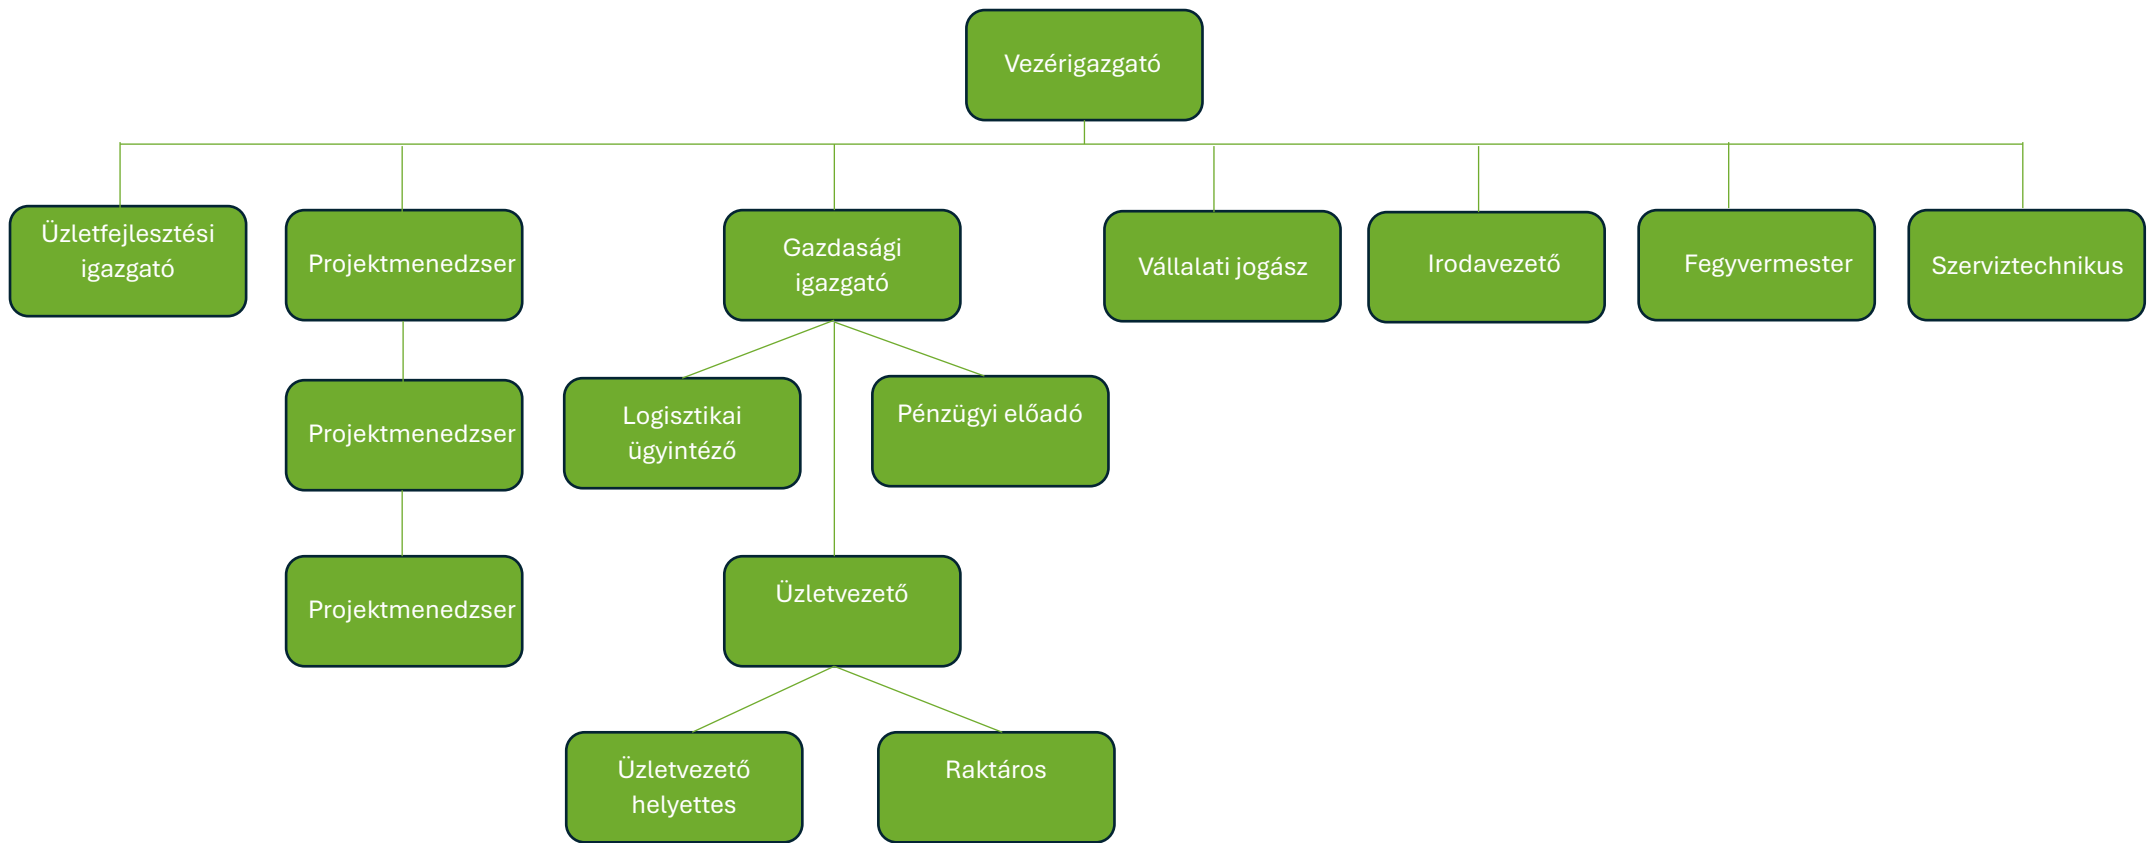 Vezérigazgató
Üzletfejlesztési
igazgató
Projektmenedzser
Gazdasági
igazgató
Vállalati jogász
Irodavezető
Fegyvermester
Szerviztechnikus
Projektmenedzser
Logisztikai
ügyintéző
Pénzügyi előadó
Projektmenedzser
Üzletvezető
Üzletvezető
helyettes
Raktáros